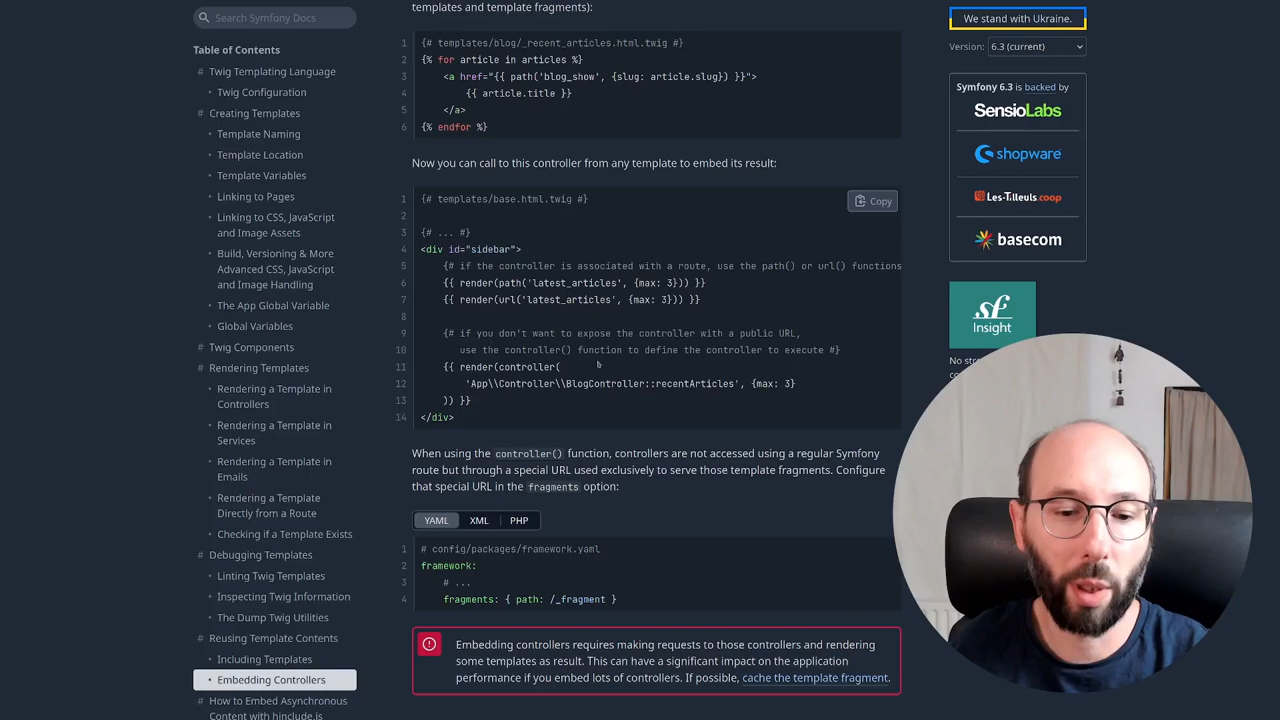 Search Symfony Docs
Table of Contents
# Twig Templating Language
• Twig Configuration
# Creating Templates
• Template Naming
• Template Location
• Template Variables
• Linking to Pages
• Linking to CSS, JavaScript
and Image Assets
• Build, Versioning & More
Advanced CSS, JavaScript
and Image Handling
• The App Global Variable
• Global Variables
# Twig Components
# Rendering Templates
• Rendering a Template in
Controllers
• Rendering a Template in
Services
• Rendering a Template in
Emails
• Rendering a Template
Directly from a Route
• Checking if a Template Exists
# Debugging Templates
• Linting Twig Templates
• Inspecting Twig Information
• The Dump Twig Utilities
# Reusing Template Contents
• Including Templates
• Embedding Controllers
# How to Embed Asynchronous
Content with hinclude.js
templates and template fragments):
1 {# templates/blog/_recent_articles.html.twig #}
2 {% for article in articles %}
3 <a href="{{ path('blog_show', {slug: article.slug}) }}">
4 {{ article.title }}
5 </a>
6 {% endfor %}
Now you can call to this controller from any template to embed its result:
Copy
1 {# templates/base.html.twig #}
2
3 {# ... #}
4 <div id="sidebar">
5 {# if the controller is associated with a route, use the path() or url() functions
6 {{ render(path('latest_articles', {max: 3})) }}
7 {{ render(url('latest_articles', {max: 3})) }}
8
9 {# if you don't want to expose the controller with a public URL,
10 use the controller() function to define the controller to execute #}
11 {{ render(controller(
12 'App\\Controller\\BlogController::recentArticles', {max: 3}
13 )) }}
14 </div>
When using the controller() function, controllers are not accessed using a regular Symfony
route but through a special URL used exclusively to serve those template fragments. Configure
that special URL in the fragments option:
YAML XML PHP
1 # config/packages/framework.yaml
2 framework:
3 # ...
4 fragments: { path: /_fragment }
Embedding controllers requires making requests to those controllers and rendering
some templates as result. This can have a significant impact on the application
performance if you embed lots of controllers. If possible, cache the template fragment.
We stand with Ukraine.
Version: 6.3 (current)
Symfony 6.3 is backed by
SensioLabs
shopware
Les-Tilleuls.coop
basecom
sf
Insight
No str